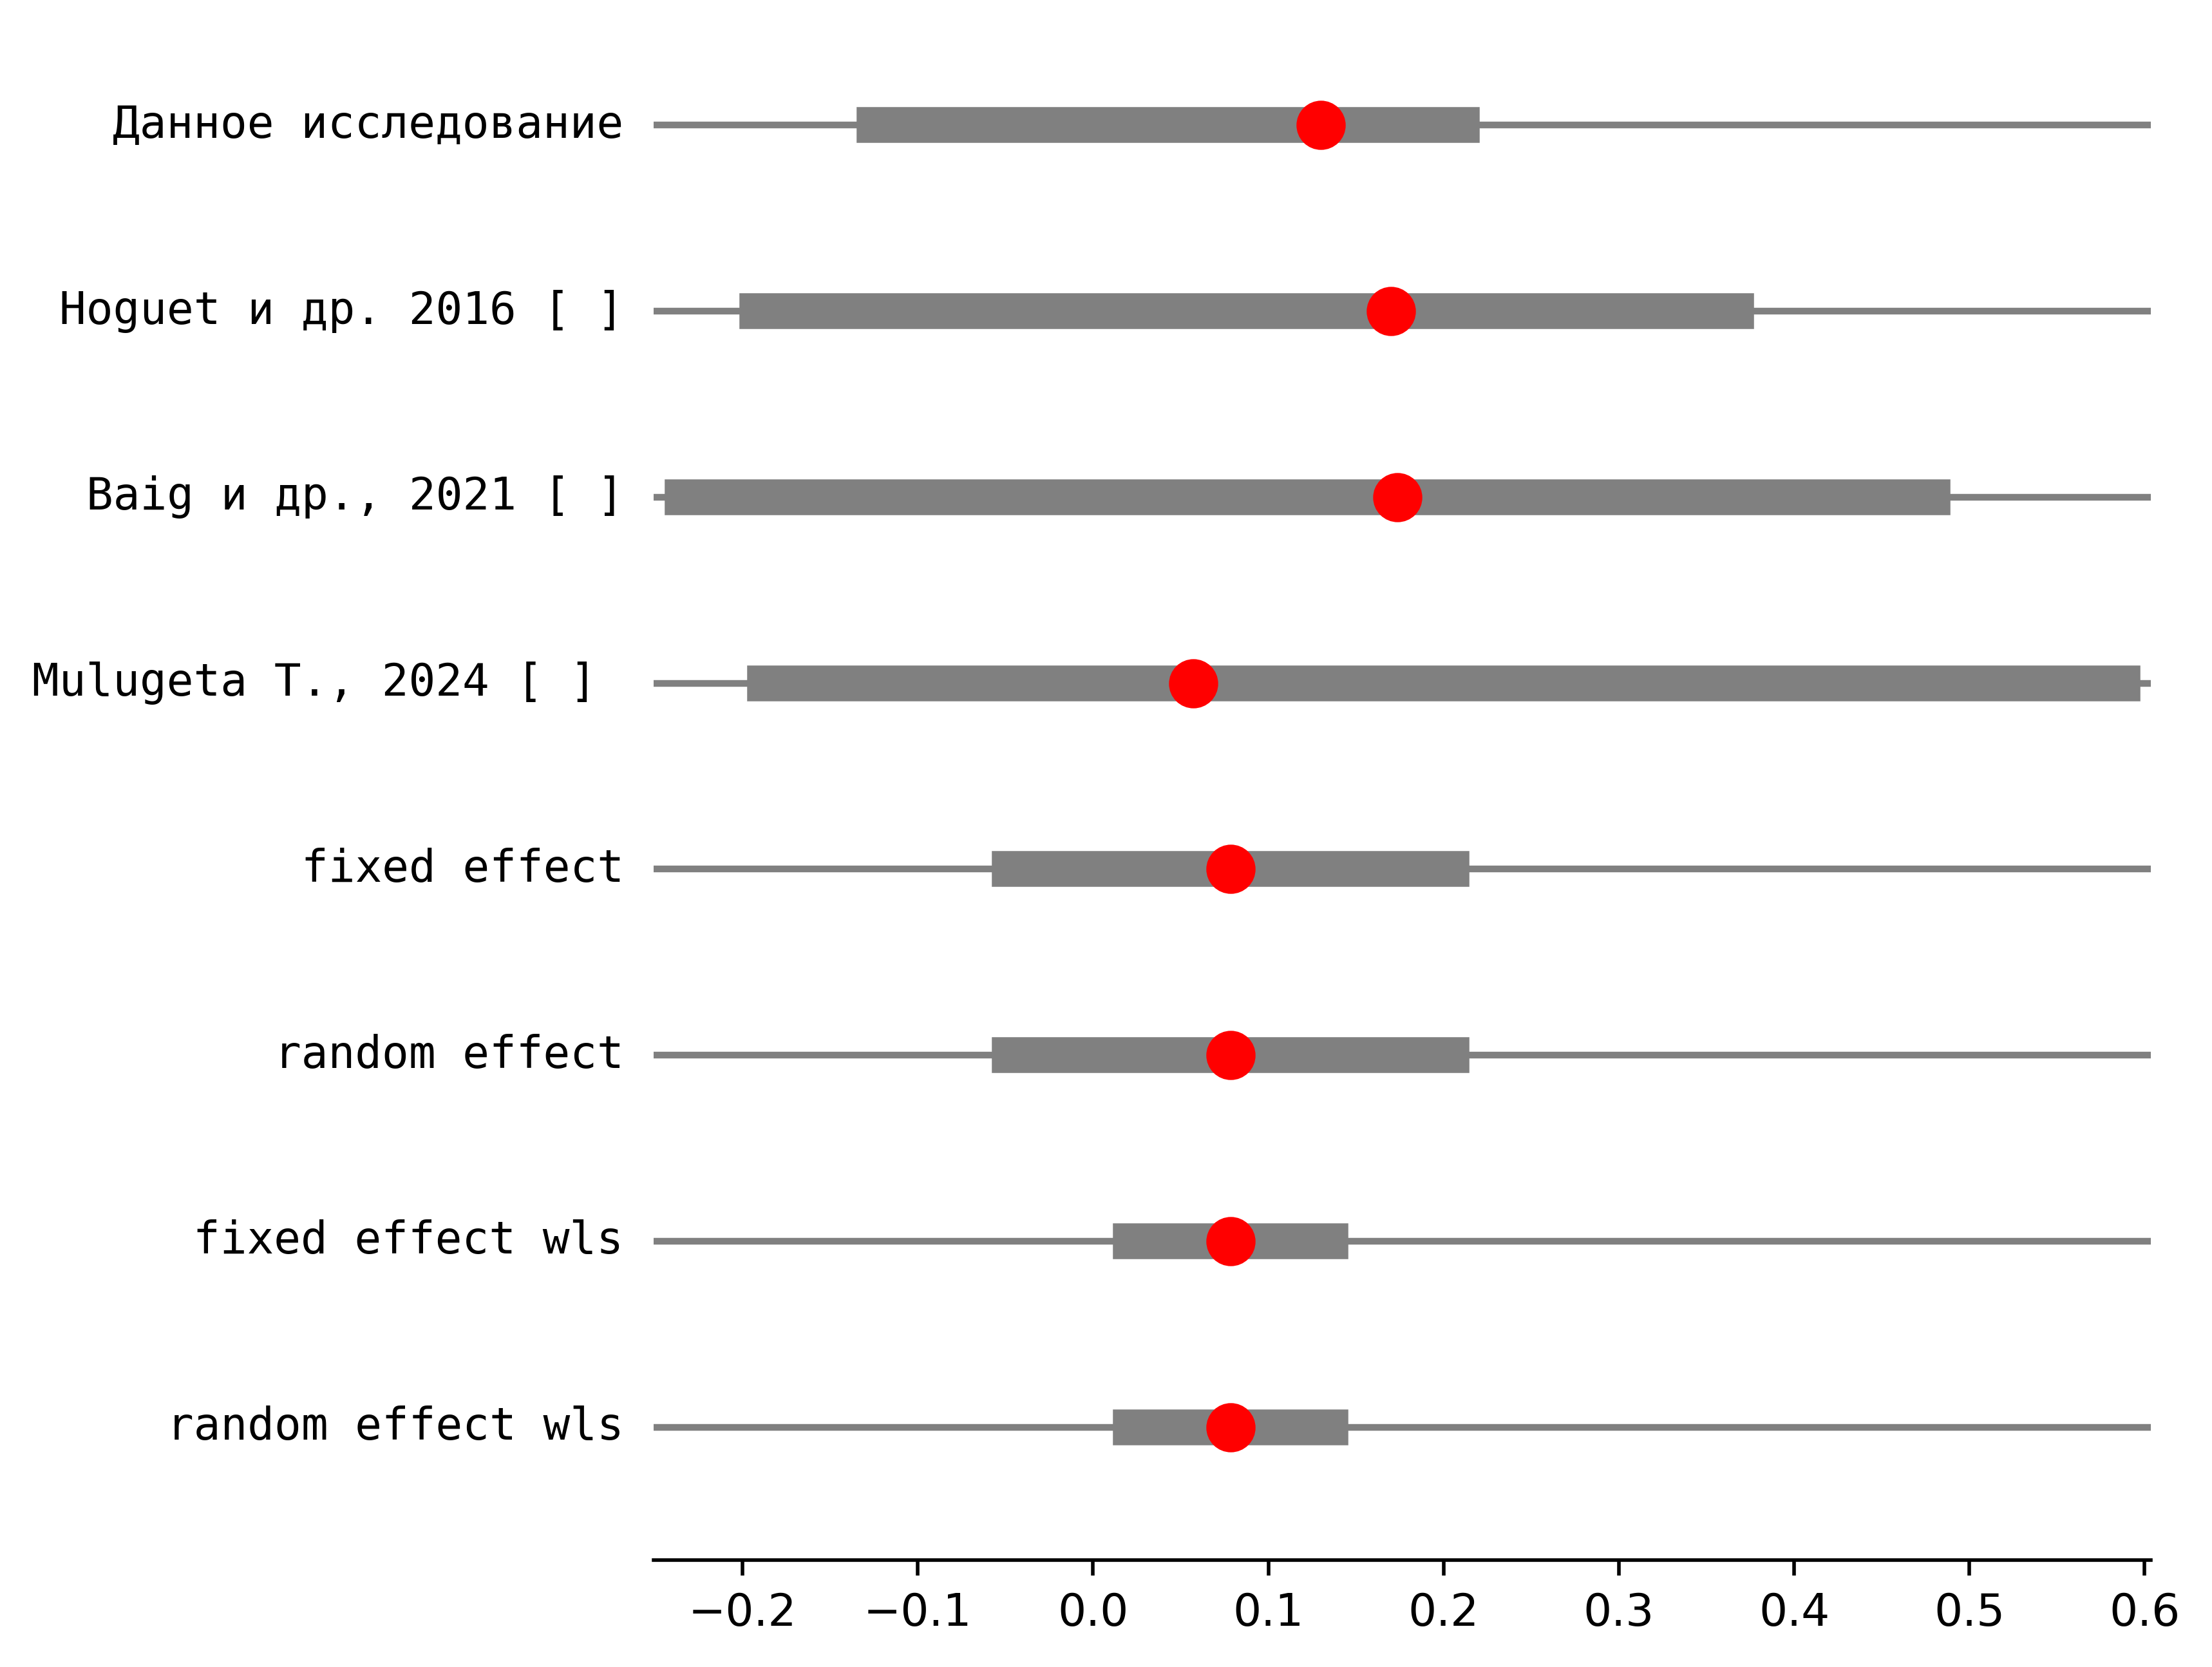 Данное исследование
Hoguet и др. 2016 [ ]
Baig и др., 2021 [ ]
Mulugeta T., 2024 [ ]
fixed effect
random effect
fixed effect wls
random effect wls
−0.2 −0.1 0.0 0.1 0.2 0.3 0.4 0.5 0.6